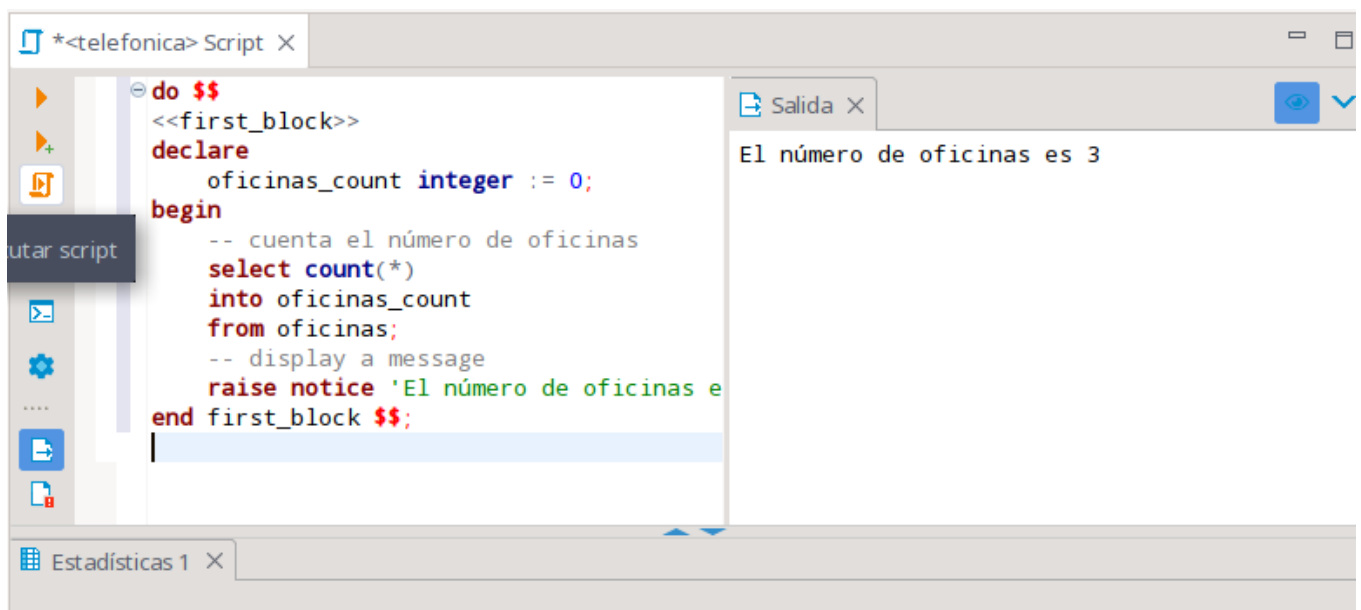 *<telefonica> Script
do $$
<<first_block>>
declare
oficinas_count integer := 0;
begin
-- cuenta el número de oficinas
select count(*)
into oficinas_count
from oficinas;
-- display a message
raise notice 'El número de oficinas e
end first_block $$;
utar script
Salida
El número de oficinas es 3
Estadísticas 1